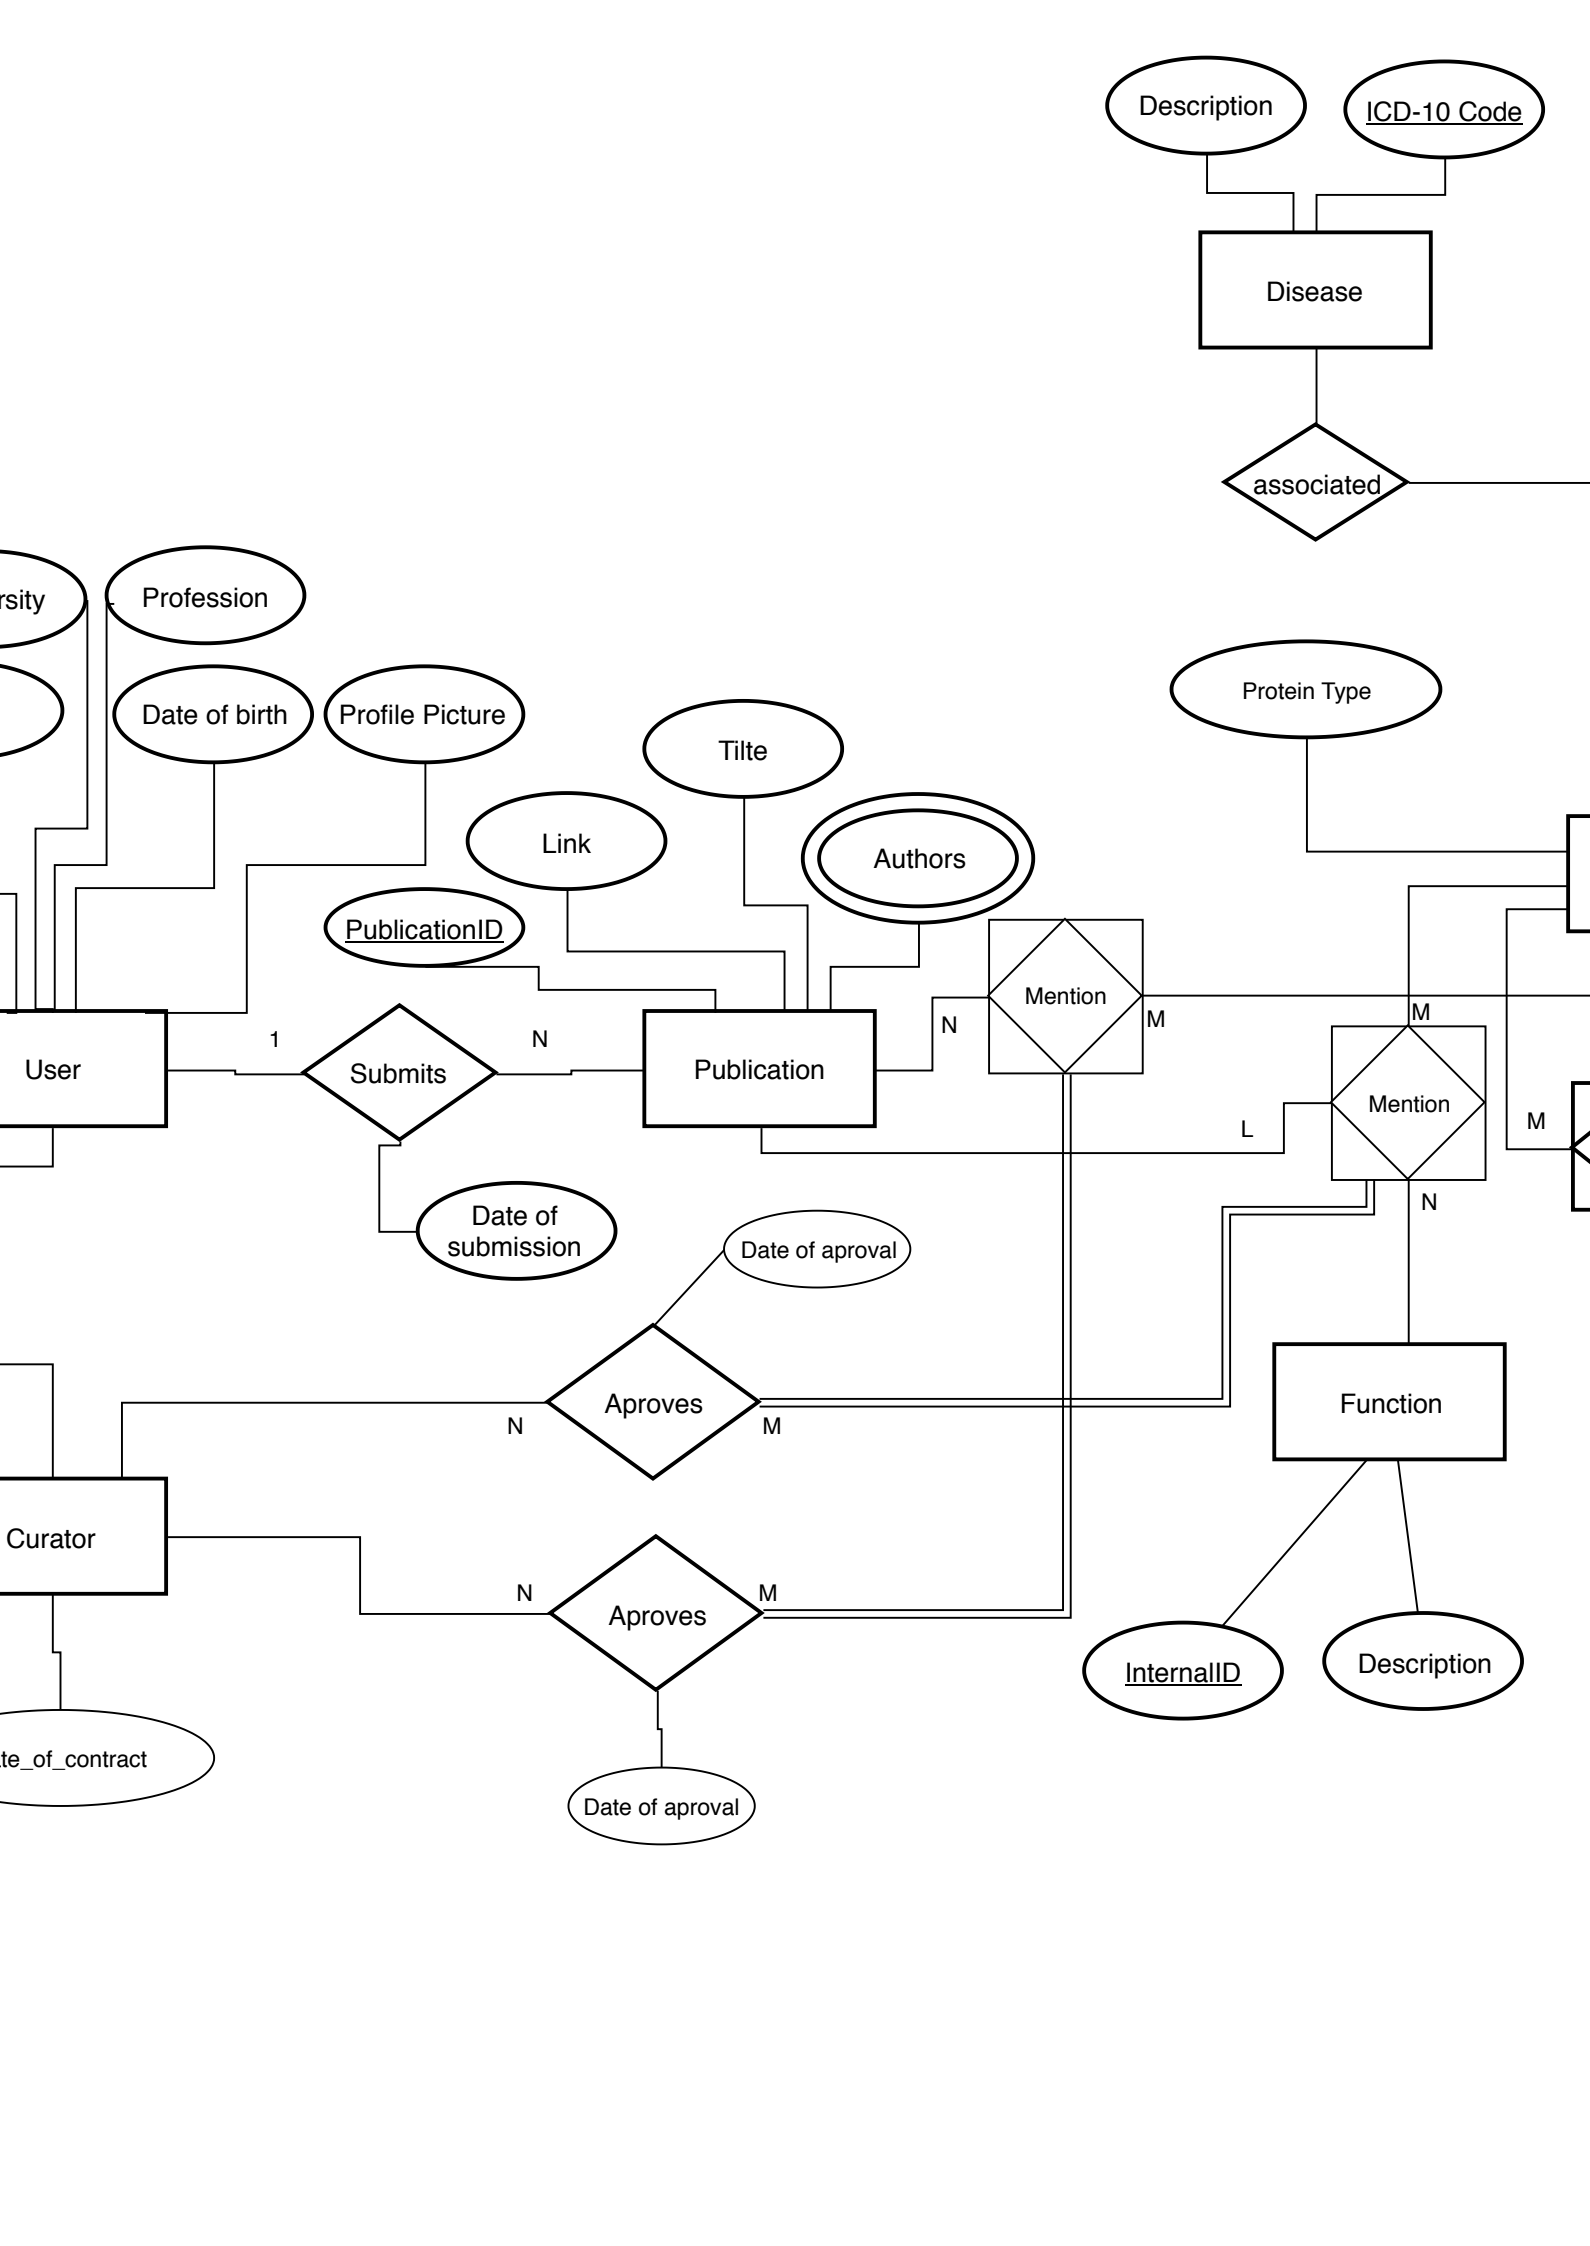 Description
ICD-10 Code
Disease
associated
rsity
Profession
Protein Type
Date of birth
Profile Picture
Tilte
Link
Authors
PublicationID
Mention
M
N
M
1
N
User
Submits
Publication
Mention
L
M
N
Date of
submission
Date of aproval
Aproves
N
M
Function
Curator
N
M
Aproves
InternalID
Description
te_of_contract
Date of aproval